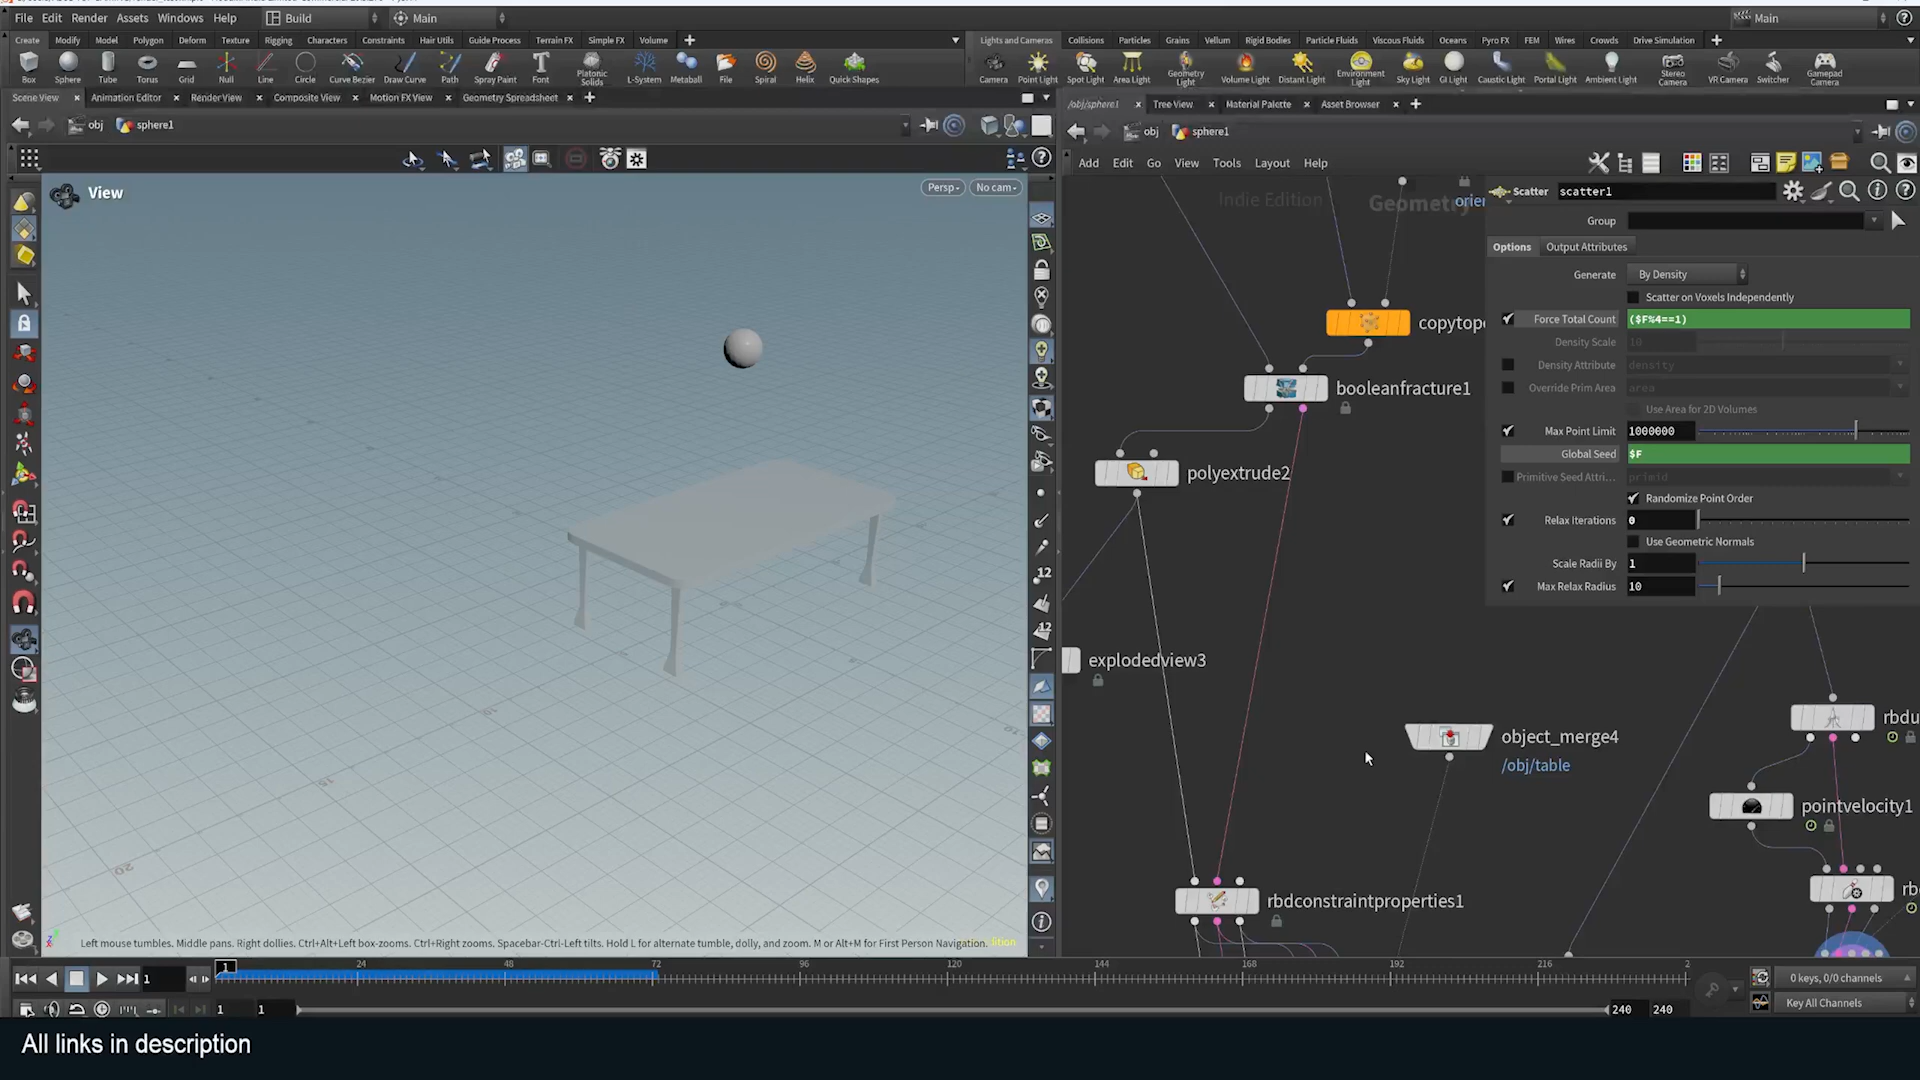 File Edit Render Assets Windows Help Build Main Main
Create Modify Model Polygon Deform Texture Rigging Characters Constraints Hair Utils Guide Process Terrain FX Simple FX Volume
Lights and Cameras Collisions Particles Grains Vellum Rigid Bodies Particle Fluids Viscous Fluids Oceans Pyro FX FEM Wires Crowds Drive Simulation
Box Sphere Tube Torus Grid Null Line Circle Curve Bezier Draw Curve Path Spray Paint Font Platonic Solids L-System Metaball File Spiral Helix Quick Shapes
Camera Point Light Spot Light Area Light Geometry Light Volume Light Distant Light Environment Light Sky Light GI Light Caustic Light Portal Light Ambient Light Stereo Camera VR Camera Switcher Gamepad Camera
Scene View Animation Editor Render View Composite View Motion FX View Geometry Spreadsheet
/obj/sphere1 Tree View Material Palette Asset Browser
obj sphere1
obj sphere1
Add Edit Go View Tools Layout Help
View
Persp No cam
Indie Edition
Geometry
orien
Scatter scatter1
Group
Options Output Attributes
Generate By Density
Scatter on Voxels Independently
Force Total Count ($F%4==1)
Density Scale 10
Density Attribute density
Override Prim Area area
Use Area for 2D Volumes
Max Point Limit 1000000
Global Seed $F
Primitive Seed Attri... primid
Randomize Point Order
Relax Iterations 0
Use Geometric Normals
Scale Radii By 1
Max Relax Radius 10
copytopo
booleanfracture1
polyextrude2
explodedview3
object_merge4
/obj/table
rbdu
pointvelocity1
rbdconstraintproperties1
Left mouse tumbles. Middle pans. Right dollies. Ctrl+Alt+Left box-zooms. Ctrl+Right zooms. Spacebar-Ctrl-Left tilts. Hold L for alternate tumble, dolly, and zoom. M or Alt+M for First Person Navigation.
1 1 24 48 72 96 120 144 168 192 216 2
0 keys, 0/0 channels
1 1 240 240
Key All Channels
All links in description